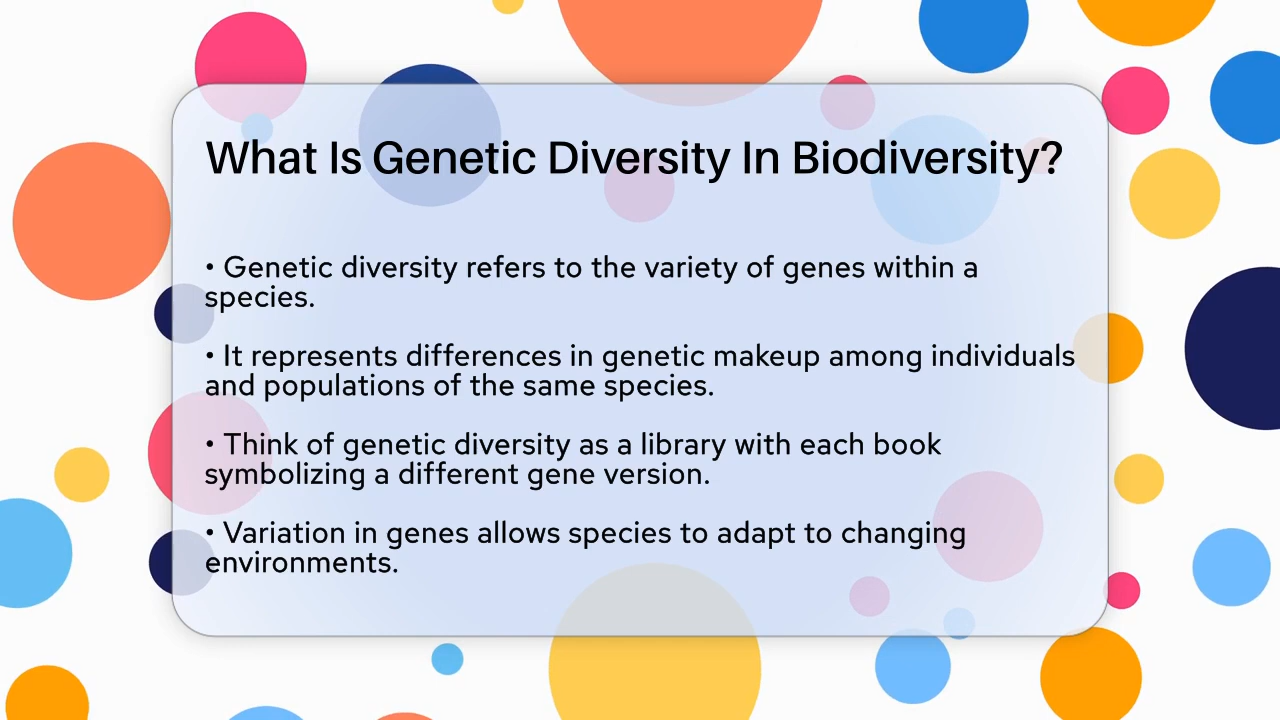 What Is Genetic Diversity In Biodiversity?
• Genetic diversity refers to the variety of genes within a
species.
• It represents differences in genetic makeup among individuals
and populations of the same species.
• Think of genetic diversity as a library with each book
symbolizing a different gene version.
• Variation in genes allows species to adapt to changing
environments.